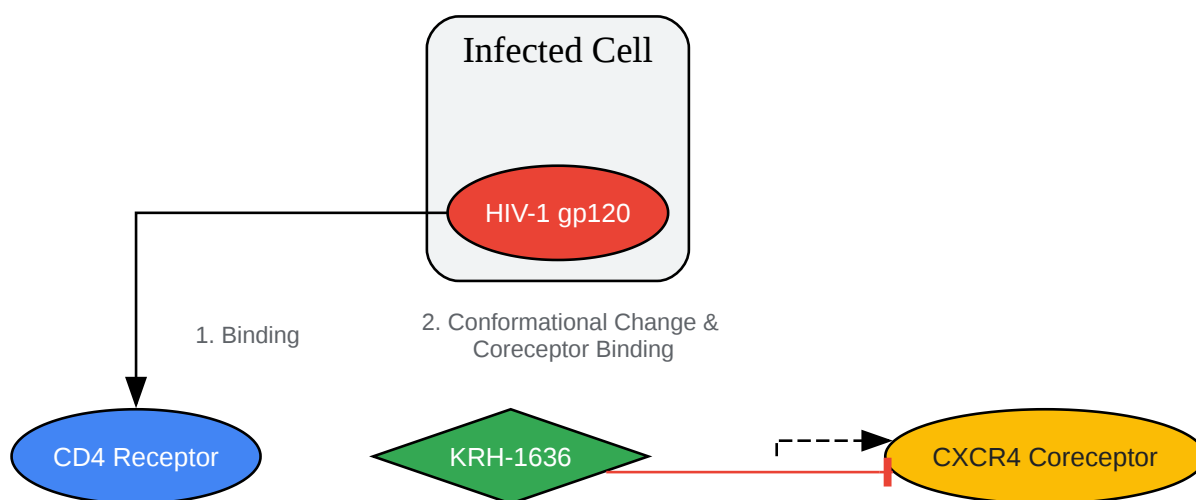 Infected Cell
HIV-1 gp120
1. Binding
2. Conformational Change &
Coreceptor Binding
CD4 Receptor
KRH-1636
CXCR4 Coreceptor